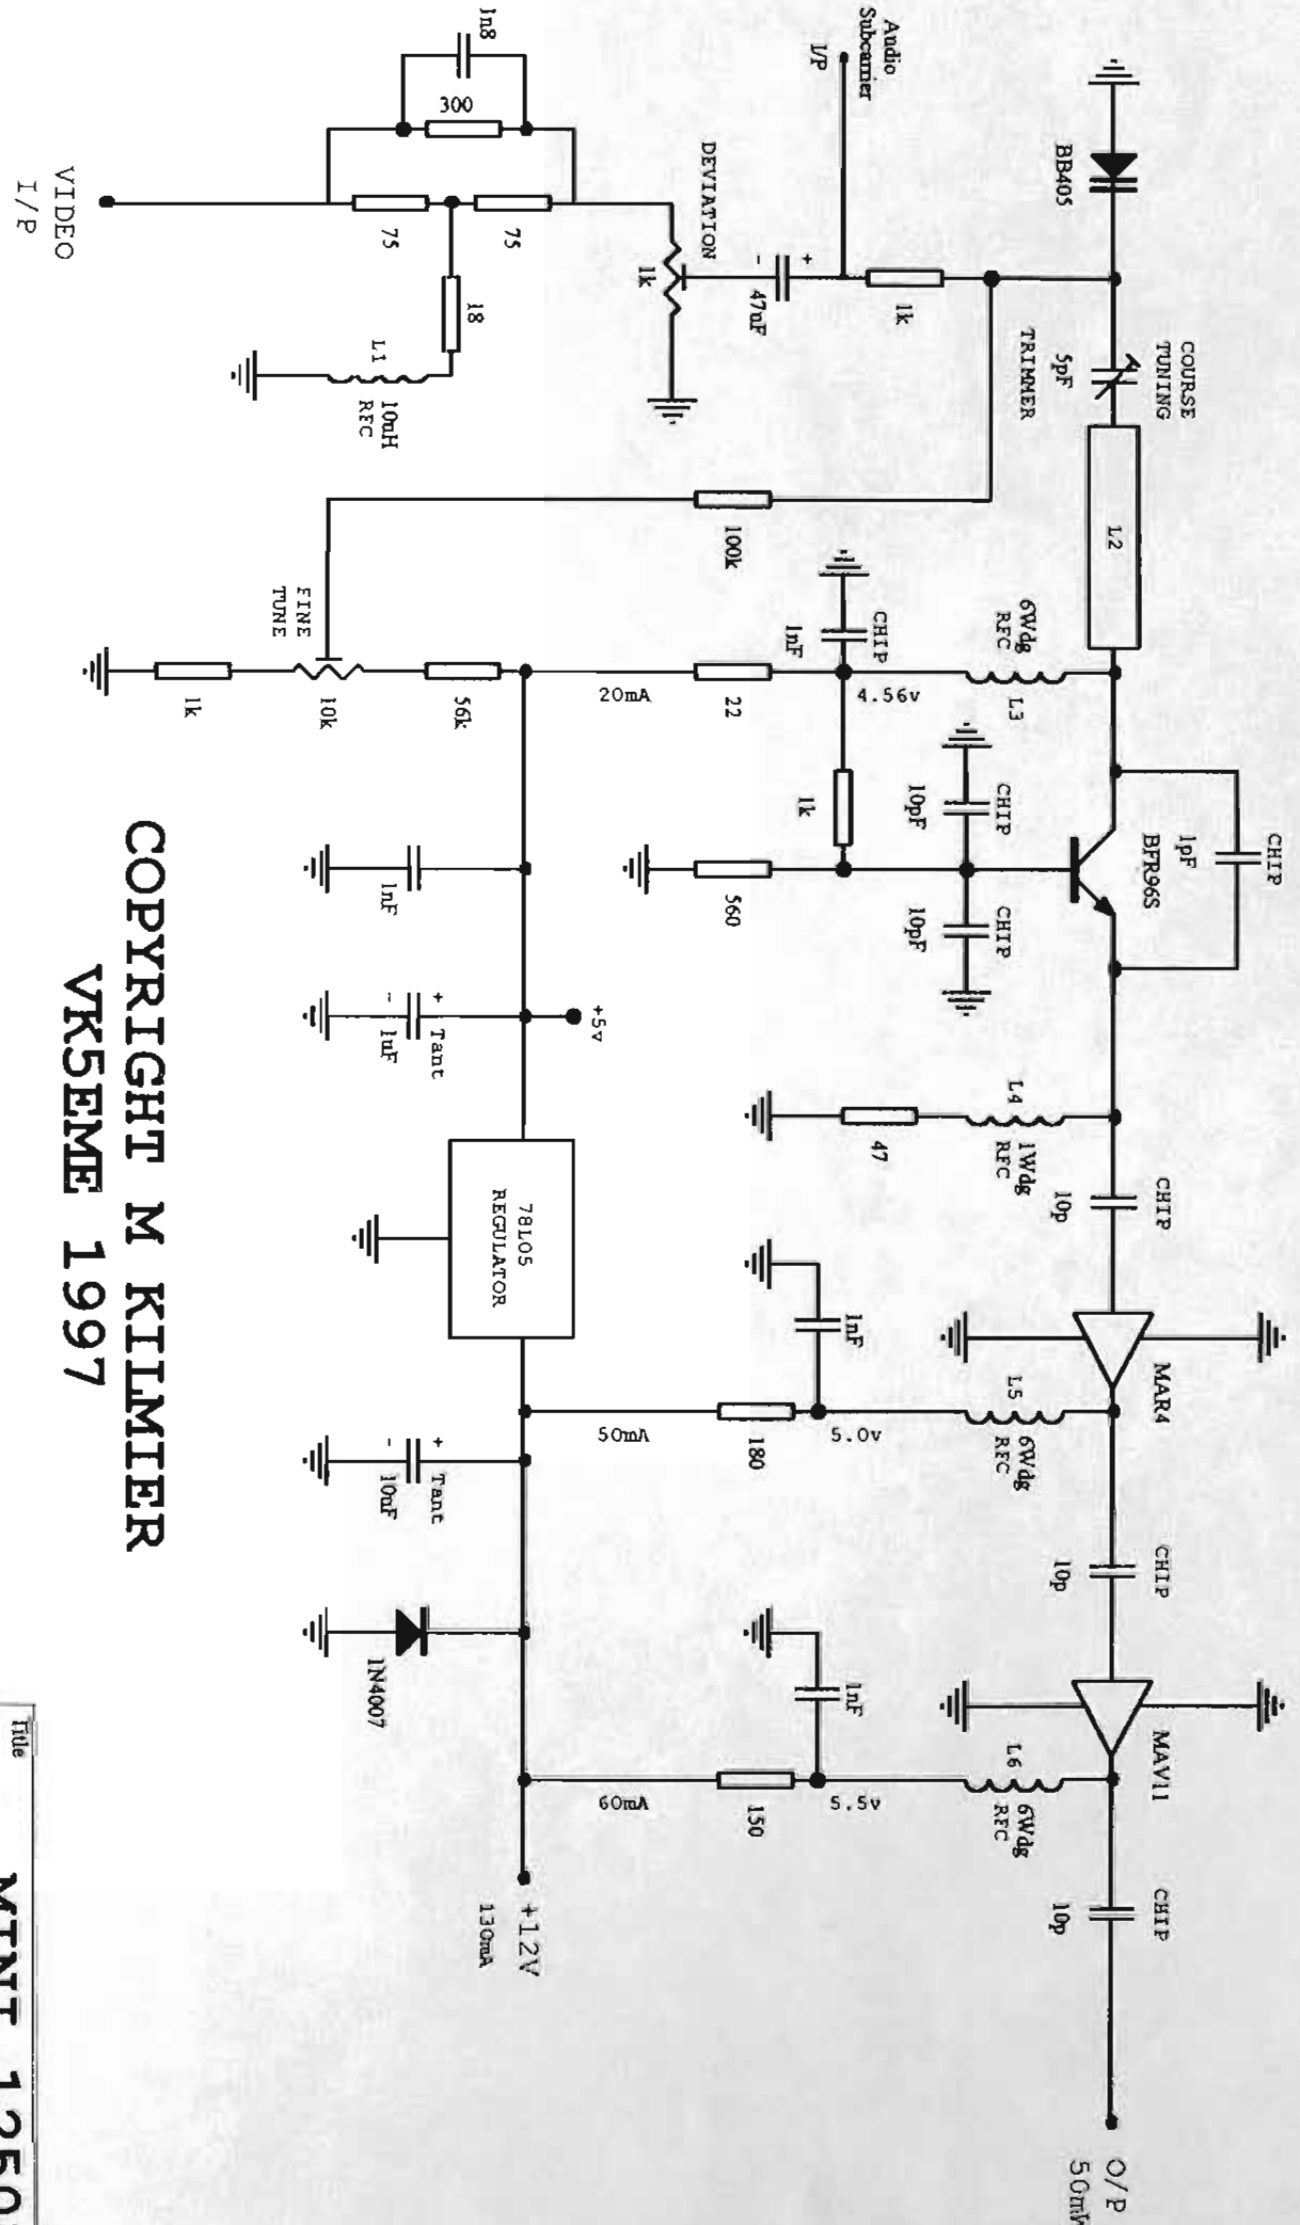 Audio
Subcarrier
I/P
BB405
COURSE
TUNING
5pF
TRIMMER
L2
CHIP
1pF
BFR96S
CHIP
10p
MAR4
CHIP
10p
MAV11
CHIP
10p
O/P
50mW
1k
DEVIATION
1k
- +
47uF
1n8
300
75
75
18
L1
10uH
RFC
VIDEO
I/P
100k
CHIP
1nF
6Wdg
RFC
L3
4.56v
22
20mA
1k
CHIP
10pF
CHIP
10pF
560
L4
1Wdg
RFC
47
L5
6Wdg
RFC
5.0v
1nF
180
50mA
L6
6Wdg
RFC
5.5v
1nF
150
60mA
FINE
TUNE
1k
10k
56k
1nF
+ Tant
- 1uF
+5v
78L05
REGULATOR
+ Tant
- 10uF
1N4007
+12V
130mA
COPYRIGHT M KILMIER
VK5EME 1997
Title
MINI 1250